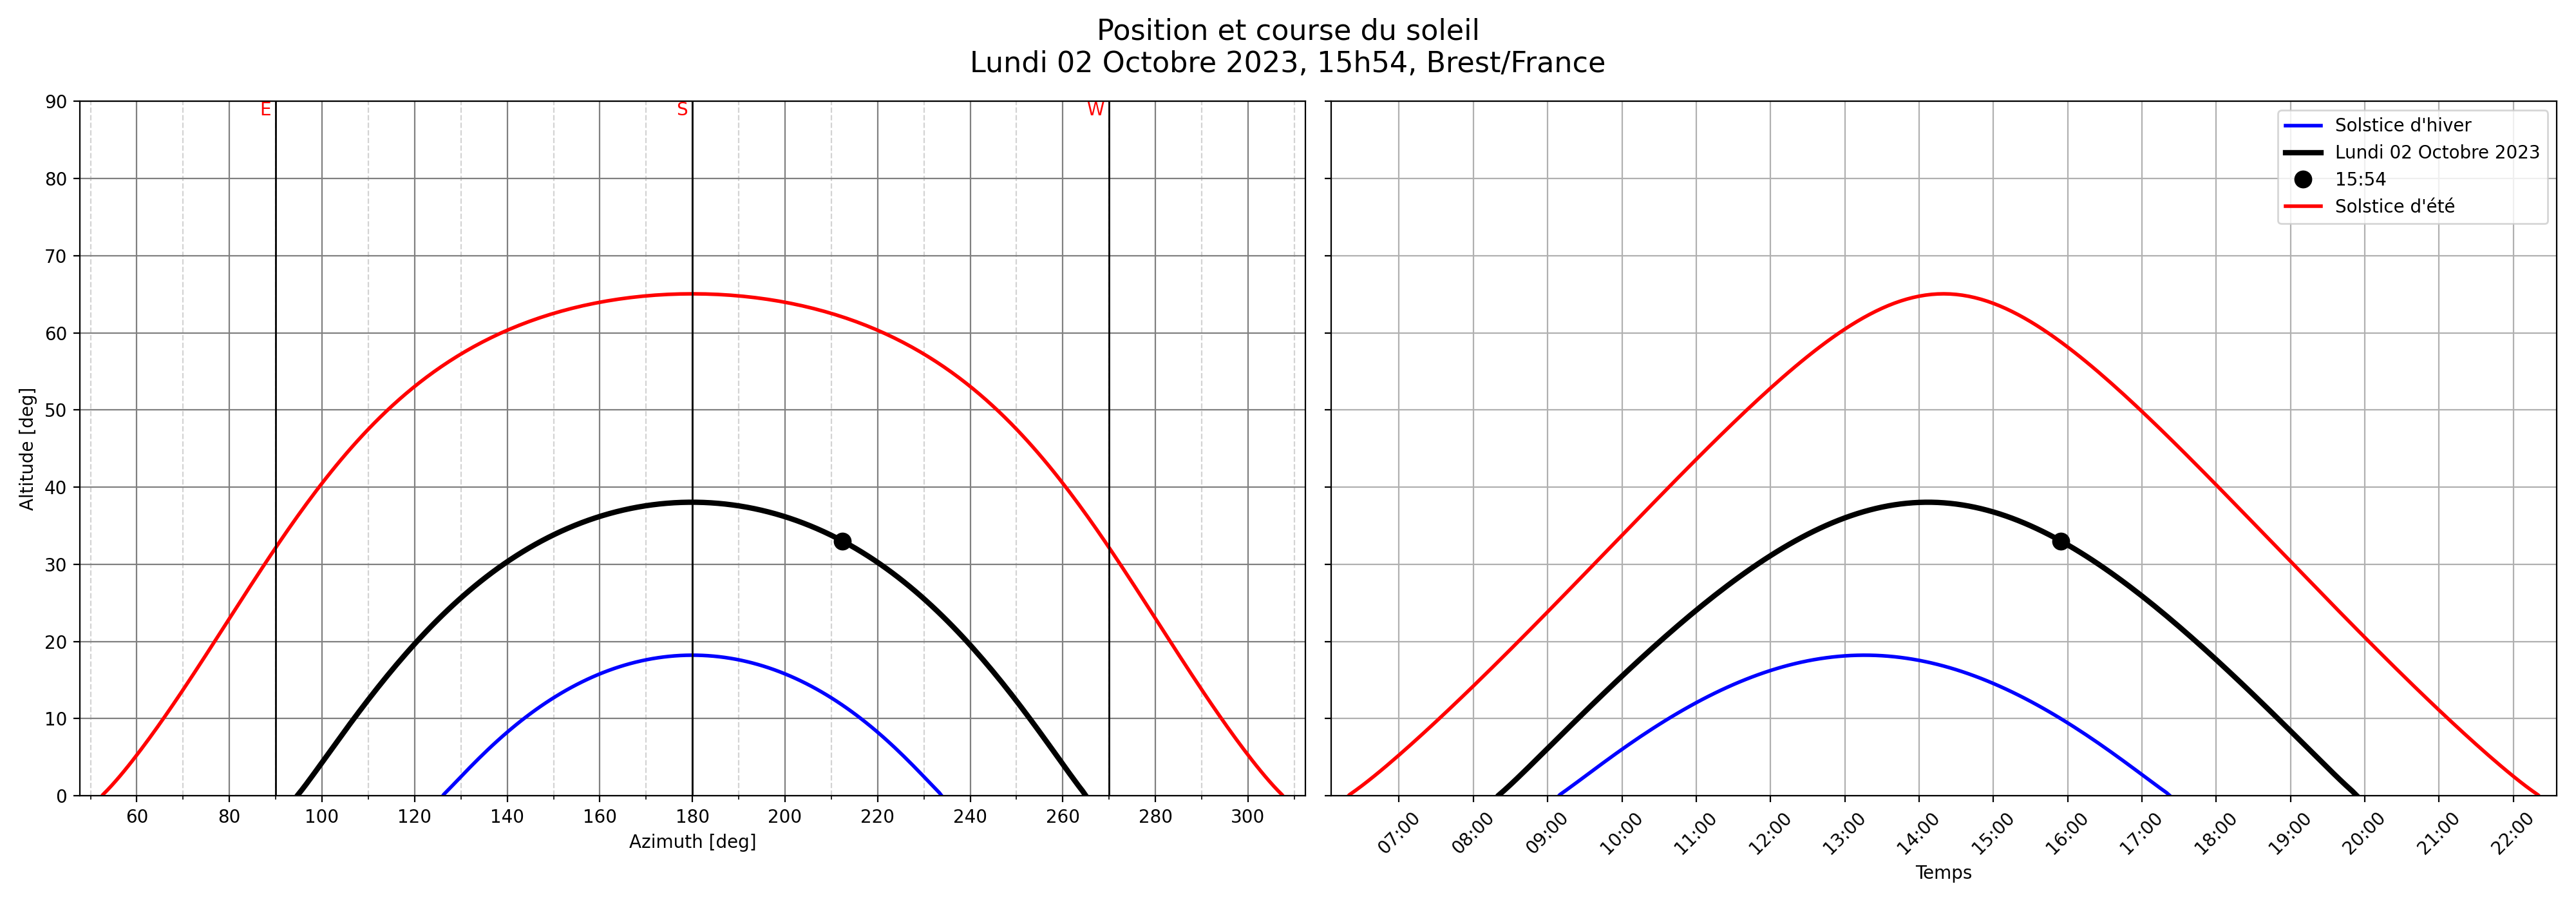 Position et course du soleil
Lundi 02 Octobre 2023, 15h54, Brest/France
E
S
W
90
80
70
60
50
40
30
20
10
0
Altitude [deg]
60 80 100 120 140 160 180 200 220 240 260 280 300
Azimuth [deg]
Solstice d'hiver
Lundi 02 Octobre 2023
15:54
Solstice d'été
07:00 08:00 09:00 10:00 11:00 12:00 13:00 14:00 15:00 16:00 17:00 18:00 19:00 20:00 21:00 22:00
Temps